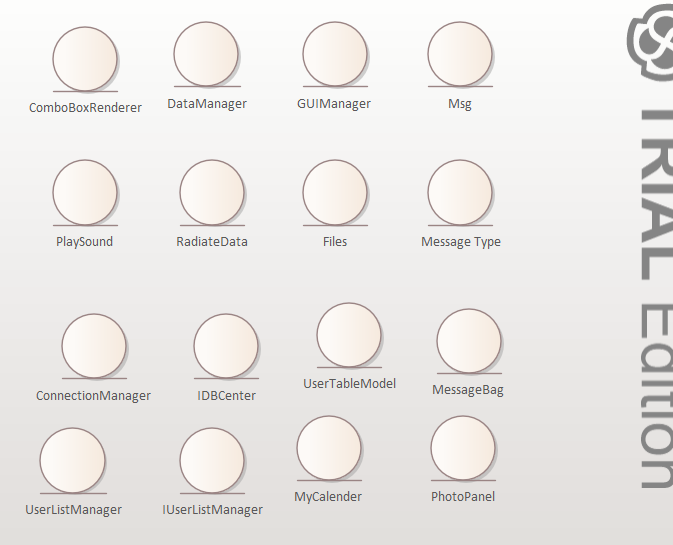 ComboBoxRenderer
DataManager
GUIManager
Msg
PlaySound
RadiateData
Files
Message Type
ConnectionManager
IDBCenter
UserTableModel
MessageBag
UserListManager
IUserListManager
MyCalender
PhotoPanel
TRIAL Edition